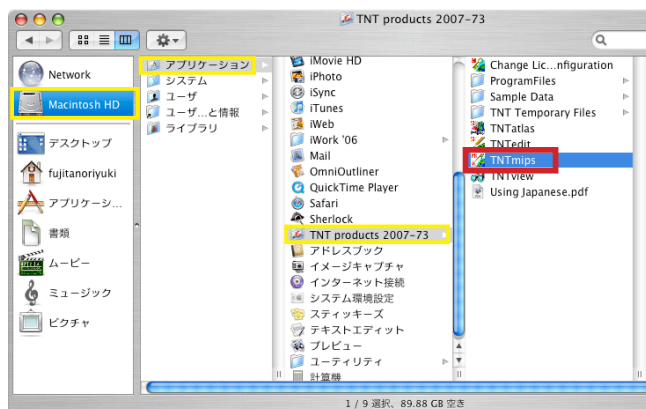 TNT products 2007-73
Network
Macintosh HD
デスクトップ
fujitanoriyuki
アプリケーシ...
書類
ムービー
ミュージック
ピクチャ
アプリケーション
システム
ユーザ
ユーザ...と情報
ライブラリ
iMovie HD
iPhoto
iSync
iTunes
iWeb
iWork '06
Mail
OmniOutliner
QuickTime Player
Safari
Sherlock
TNT products 2007-73
アドレスブック
イメージキャプチャ
インターネット接続
システム環境設定
スティッキーズ
テキストエディット
プレビュー
ユーティリティ
計算機
Change Lic...nfiguration
ProgramFiles
Sample Data
TNT Temporary Files
TNTatlas
TNTedit
TNTmips
TNTview
Using Japanese.pdf
1 / 9 選択、89.88 GB 空き